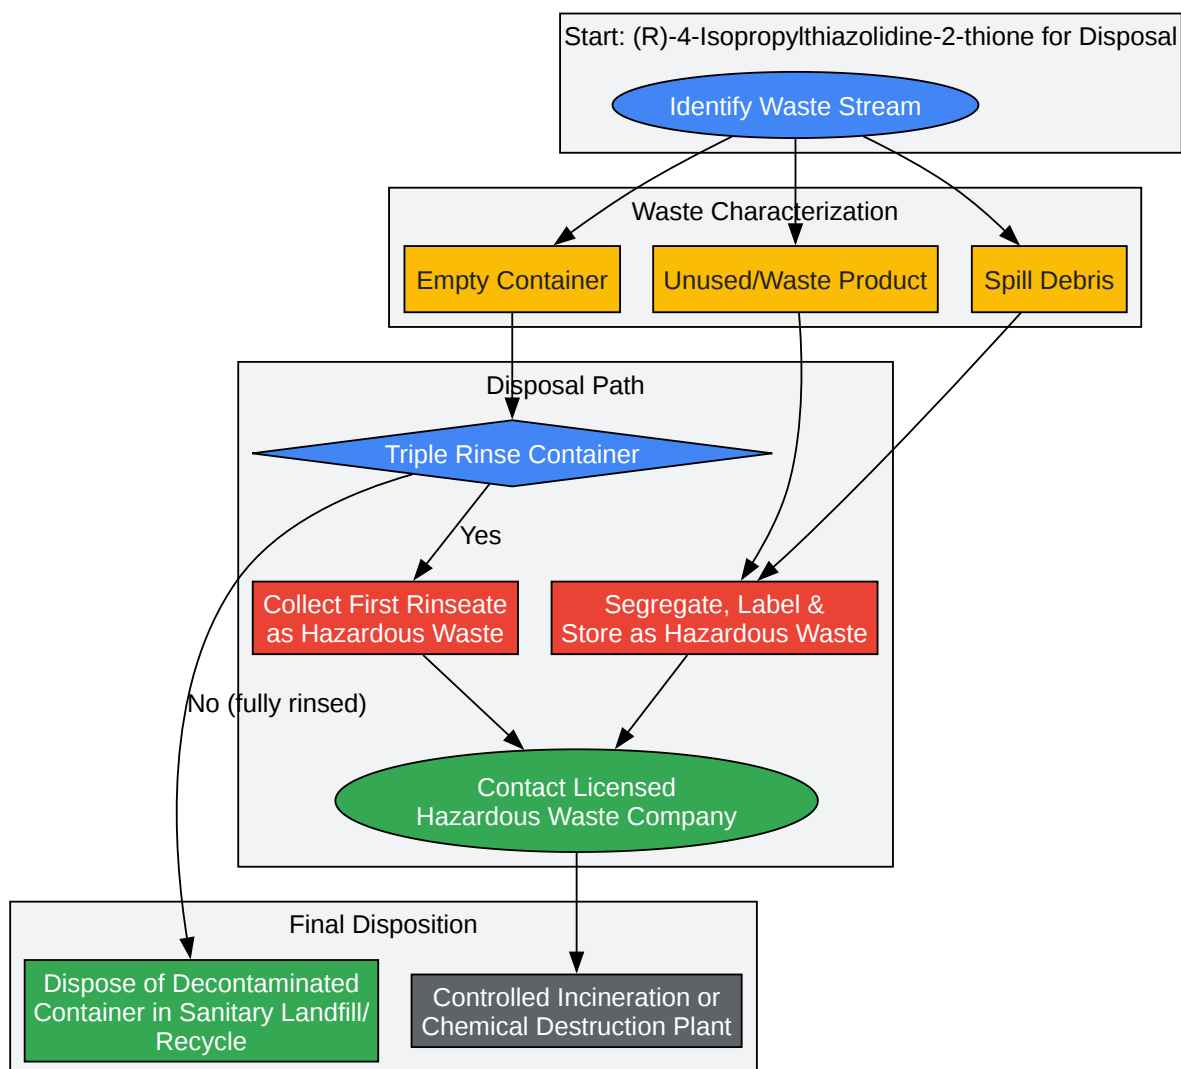 Start: (R)-4-Isopropylthiazolidine-2-thione for Disposal
Identify Waste Stream
Waste Characterization
Empty Container
Unused/Waste Product
Spill Debris
Disposal Path
Triple Rinse Container
Yes
Collect First Rinseate
as Hazardous Waste
Segregate, Label &
Store as Hazardous Waste
No (fully rinsed)
Contact Licensed
Hazardous Waste Company
Final Disposition
Dispose of Decontaminated
Container in Sanitary Landfill/
Recycle
Controlled Incineration or
Chemical Destruction Plant